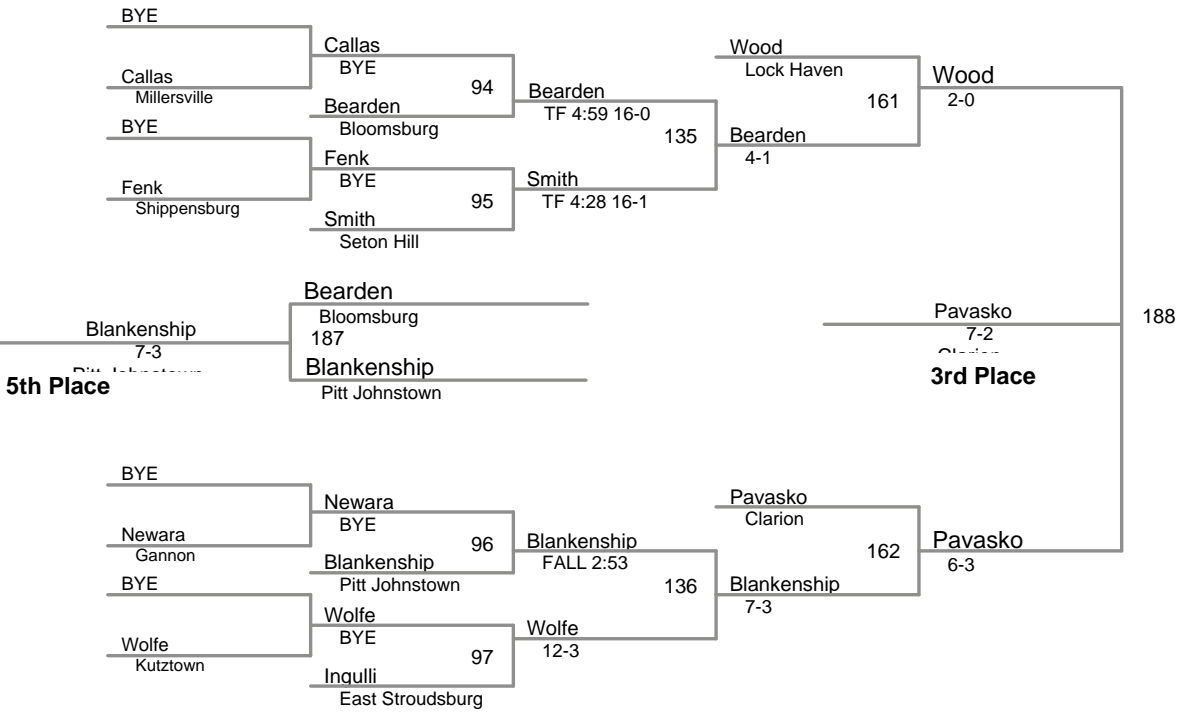 BYE
Callas
Millersville
BYE
Fenk
Shippensburg
Callas
BYE
94
Bearden
Bloomsburg
Fenk
BYE
95
Smith
Seton Hill
Bearden
TF 4:59 16-0
135
Smith
TF 4:28 16-1
Wood
Lock Haven
161
Bearden
4-1
Wood
2-0
188
Bearden
Bloomsburg
187
Blankenship
Pitt Johnstown
Blankenship
7-3
Pitt Johnstown
5th Place
Pavasko
7-2
Clarion
3rd Place
BYE
Newara
Gannon
BYE
Wolfe
Kutztown
Newara
BYE
96
Blankenship
Pitt Johnstown
Wolfe
BYE
97
Ingulli
East Stroudsburg
Blankenship
FALL 2:53
136
Wolfe
12-3
Pavasko
Clarion
162
Blankenship
7-3
Pavasko
6-3